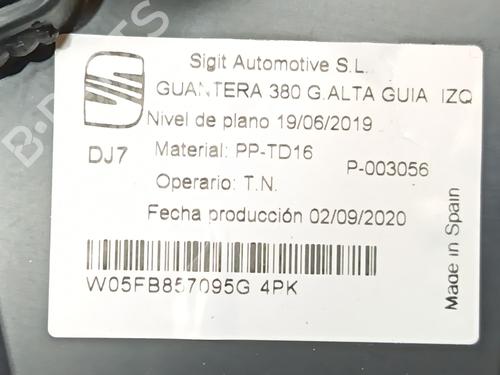 Sigit Automotive S.L.
GUANTERA 380 G.ALTA GUIA IZQ
Nivel de plano 19/06/2019
DJ7
Material: PP-TD16
P-003056
Operario: T.N.
Fecha producción 02/09/2020
W05FB857095G 4PK
Made in Spain